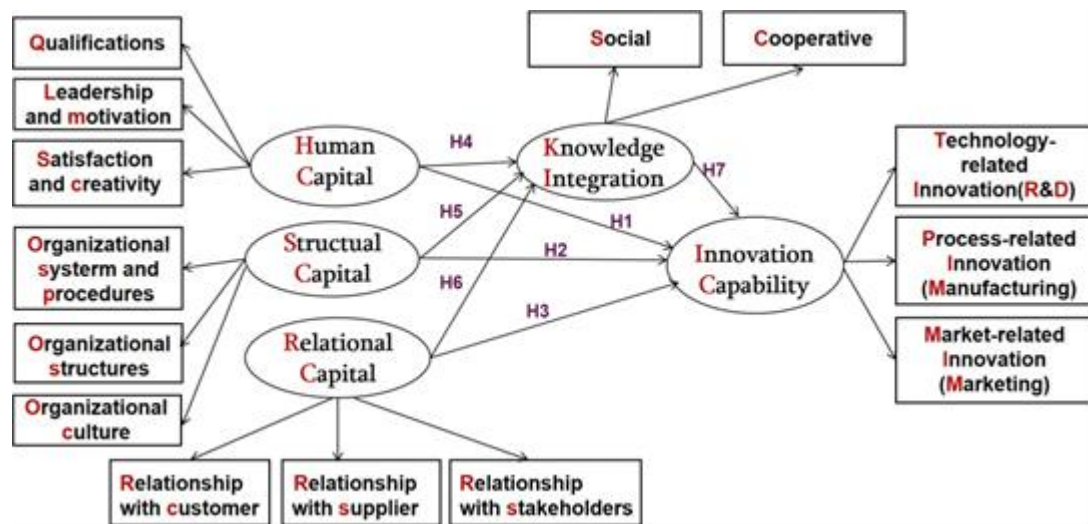 Qualifications
Leadership
and motivation
Satisfaction
and creativity
Organizational
systerm and
procedures
Organizational
structures
Organizational
culture
Human
Capital
Structual
Capital
Relational
Capital
Relationship
with customer
Relationship
with supplier
Relationship
with stakeholders
H4
H5
H6
H1
H2
H3
Social
Cooperative
Knowledge
Integration
H7
Innovation
Capability
Technology-
related
Innovation(R&D)
Process-related
Innovation
(Manufacturing)
Market-related
Innovation
(Marketing)